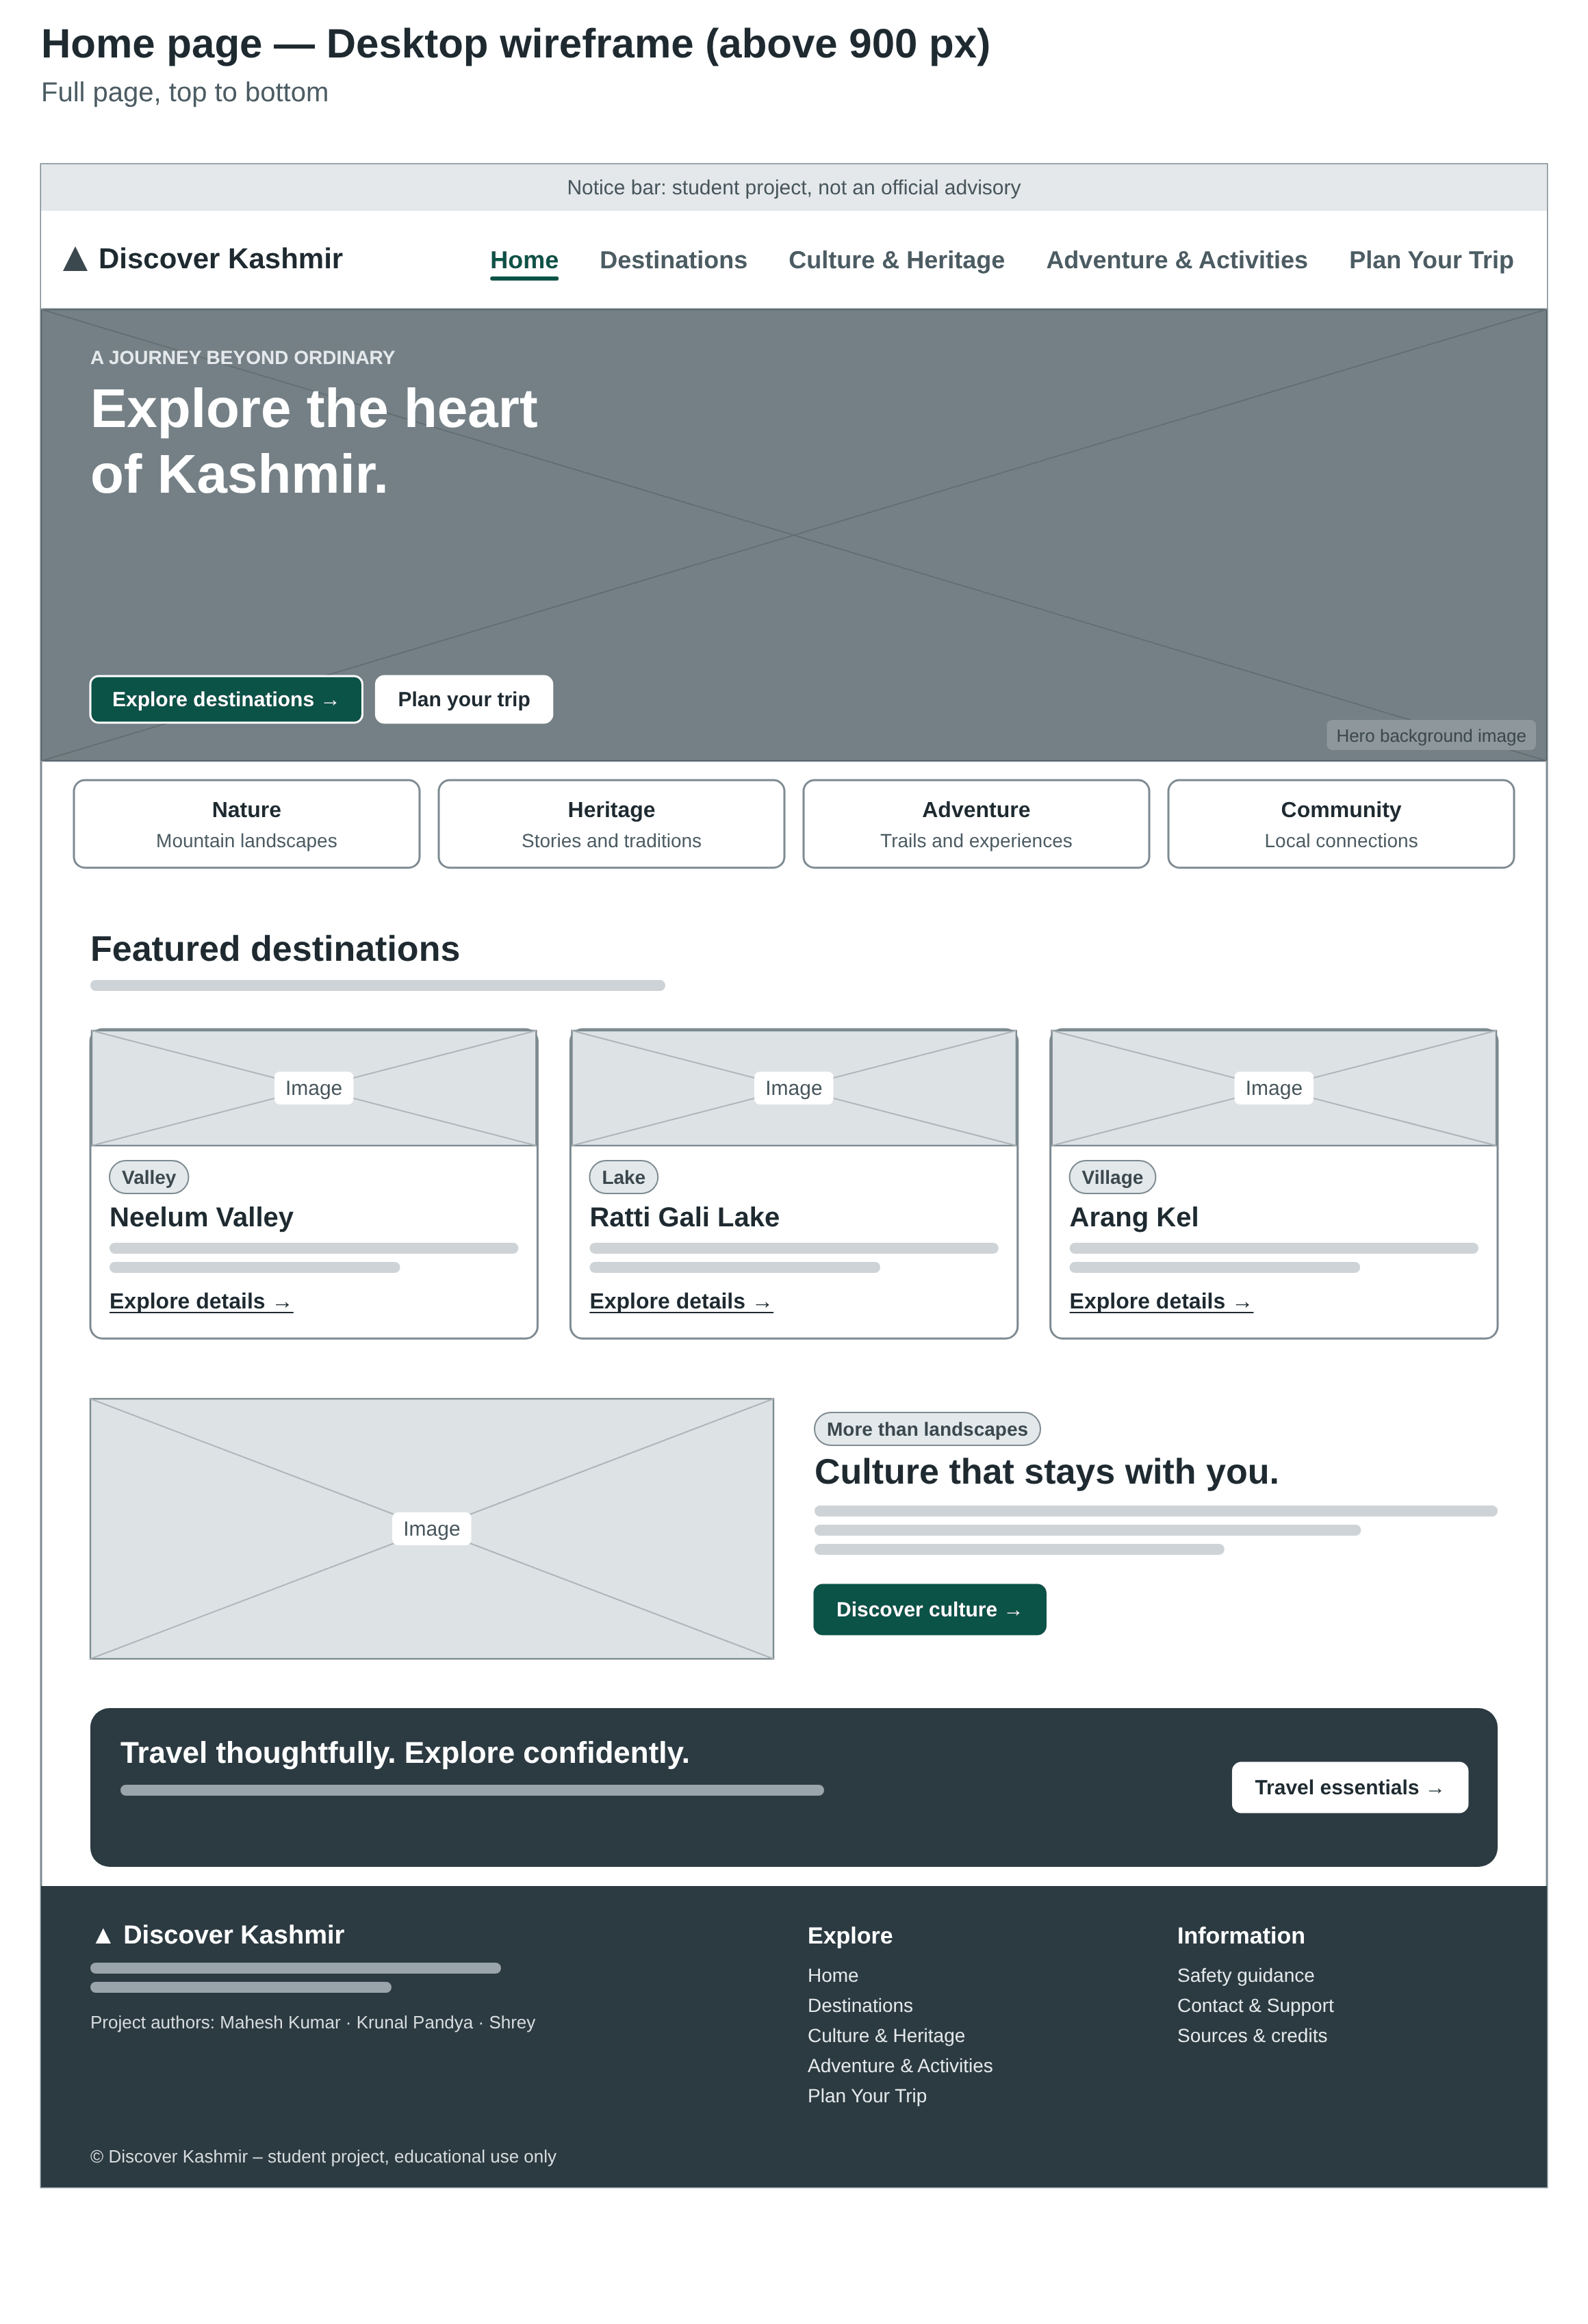 Home page — Desktop wireframe (above 900 px)
Full page, top to bottom
Notice bar: student project, not an official advisory
▲ Discover Kashmir
Home Destinations Culture & Heritage Adventure & Activities Plan Your Trip
A JOURNEY BEYOND ORDINARY
Explore the heart
of Kashmir.
Explore destinations →
Plan your trip
Hero background image
Nature
Mountain landscapes
Heritage
Stories and traditions
Adventure
Trails and experiences
Community
Local connections
Featured destinations
Image
Valley
Neelum Valley
Explore details →
Image
Lake
Ratti Gali Lake
Explore details →
Image
Village
Arang Kel
Explore details →
Image
More than landscapes
Culture that stays with you.
Discover culture →
Travel thoughtfully. Explore confidently.
Travel essentials →
▲ Discover Kashmir
Project authors: Mahesh Kumar · Krunal Pandya · Shrey
Explore
Home
Destinations
Culture & Heritage
Adventure & Activities
Plan Your Trip
Information
Safety guidance
Contact & Support
Sources & credits
© Discover Kashmir – student project, educational use only